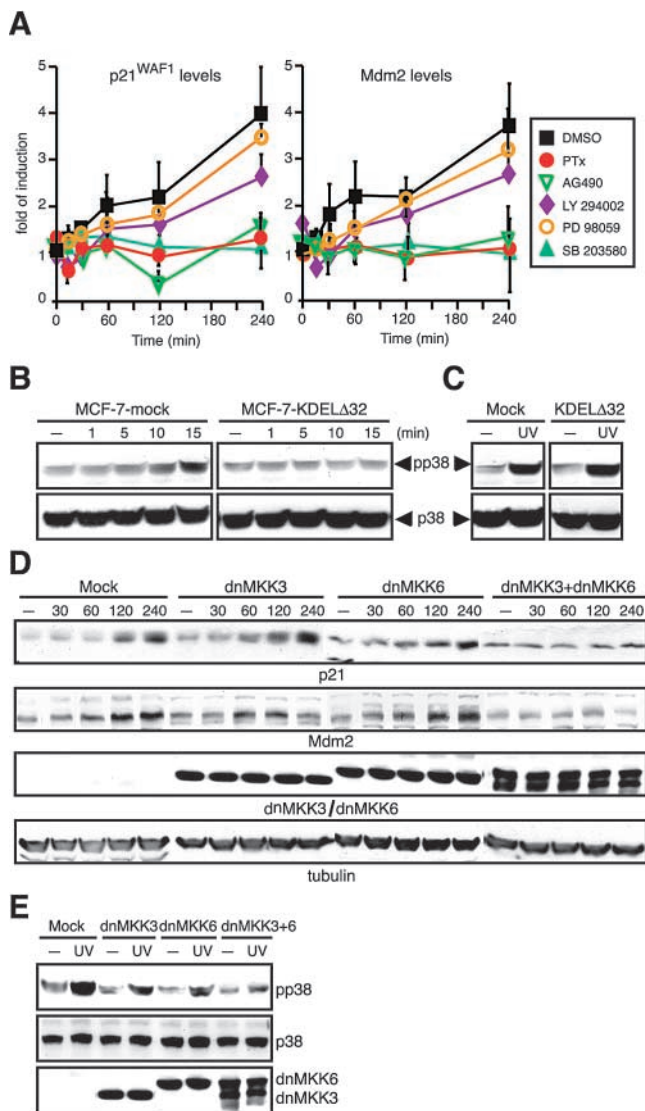 A
p21WAF1 levels
Mdm2 levels
fold of induction
5
4
3
2
1
0
0 60 120 180 240
Time (min)
5
4
3
2
1
0
0 60 120 180 240
Time (min)
DMSO
PTx
AG490
LY 294002
PD 98059
SB 203580
B
MCF-7-mock MCF-7-KDELΔ32
– 1 5 10 15 – 1 5 10 15 (min)
pp38
p38
C
Mock KDELΔ32
– UV – UV
D
Mock dnMKK3 dnMKK6 dnMKK3+dnMKK6
– 30 60 120 240 – 30 60 120 240 – 30 60 120 240 – 30 60 120 240
p21
Mdm2
dnMKK3/dnMKK6
tubulin
E
Mock dnMKK3 dnMKK6 dnMKK3+6
– UV – UV – UV – UV
pp38
p38
dnMKK6
dnMKK3